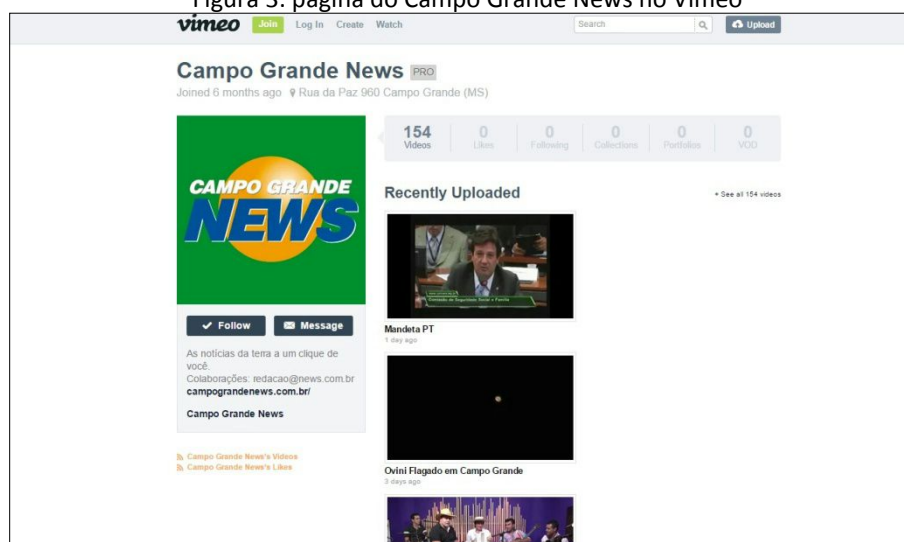 Figura 3: página do Campo Grande News no Vimeo
vimeo Join Log In Create Watch Search Upload
Campo Grande News PRO
Joined 6 months ago Rua da Paz 960 Campo Grande (MS)
154 0 0 0 0 0
Videos Likes Following Collections Portfolios VOD
CAMPO GRANDE
NEWS
Recently Uploaded
+ See all 154 videos
Comissão de Seguridade Social e Família
Mandeta PT
1 day ago
Follow Message
As notícias da terra a um clique de
você.
Colaborações: redacao@news.com.br
campograndenews.com.br/
Campo Grande News
Campo Grande News's Videos
Campo Grande News's Likes
Ovini Flagado em Campo Grande
3 days ago